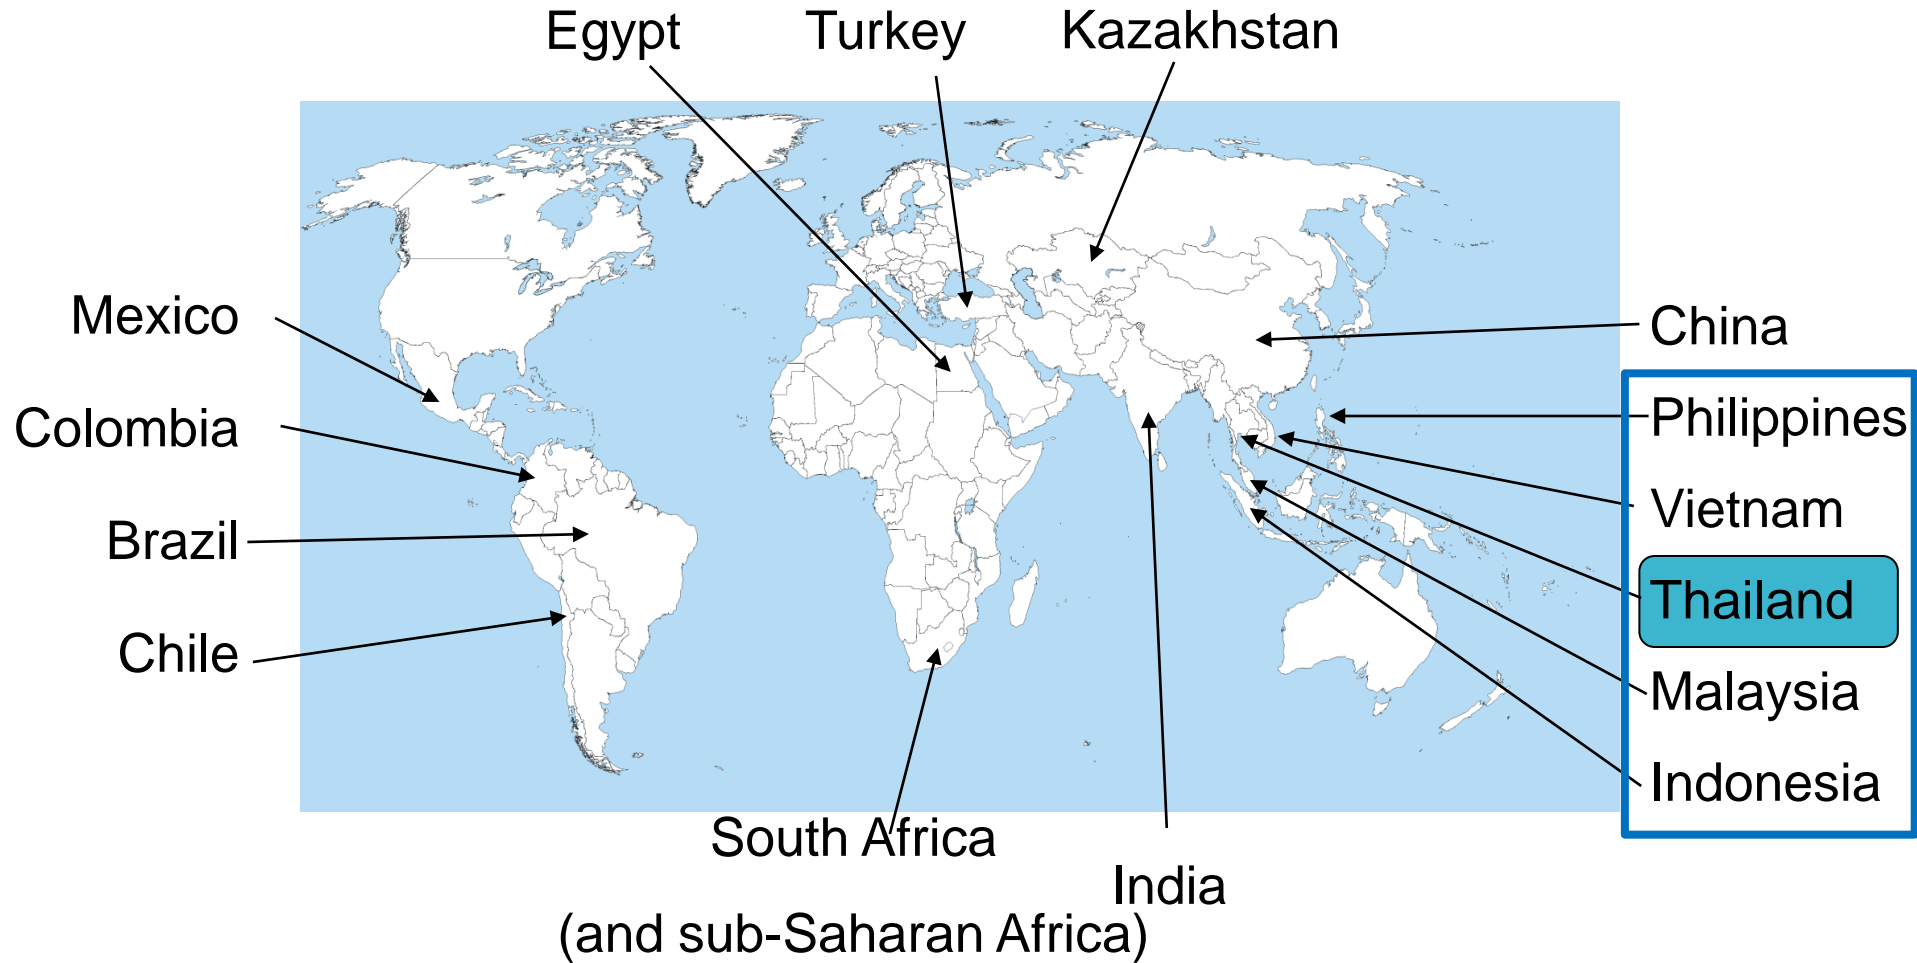 Egypt
Turkey
Kazakhstan
Mexico
Colombia
Brazil
Chile
China
Philippines
Vietnam
Thailand
Malaysia
Indonesia
South Africa
India
(and sub-Saharan Africa)